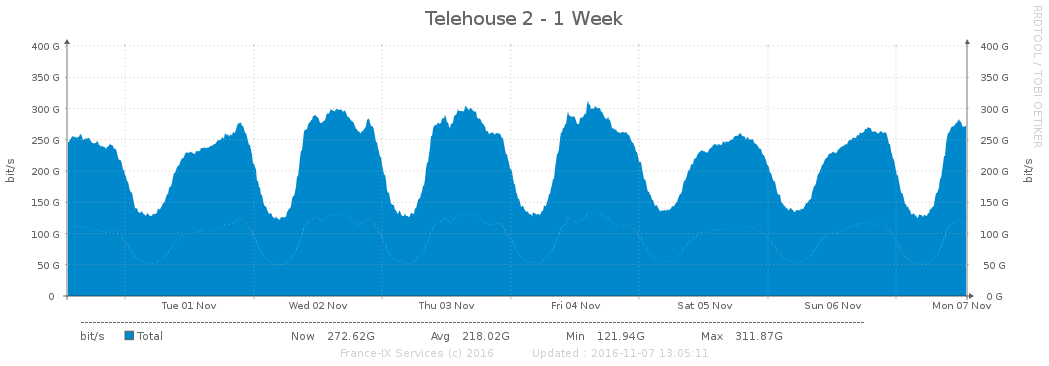 Telehouse 2 - 1 Week
RRDTOOL / TOBI OETIKER
400 G 400 G
350 G 350 G
300 G 300 G
250 G 250 G
200 G 200 G
150 G 150 G
100 G 100 G
50 G 50 G
0 0 G
bit/s
bit/s
Tue 01 Nov Wed 02 Nov Thu 03 Nov Fri 04 Nov Sat 05 Nov Sun 06 Nov Mon 07 Nov
bit/s Total Now 272.62G Avg 218.02G Min 121.94G Max 311.87G
France-IX Services (c) 2016 Updated : 2016-11-07 13:05:11